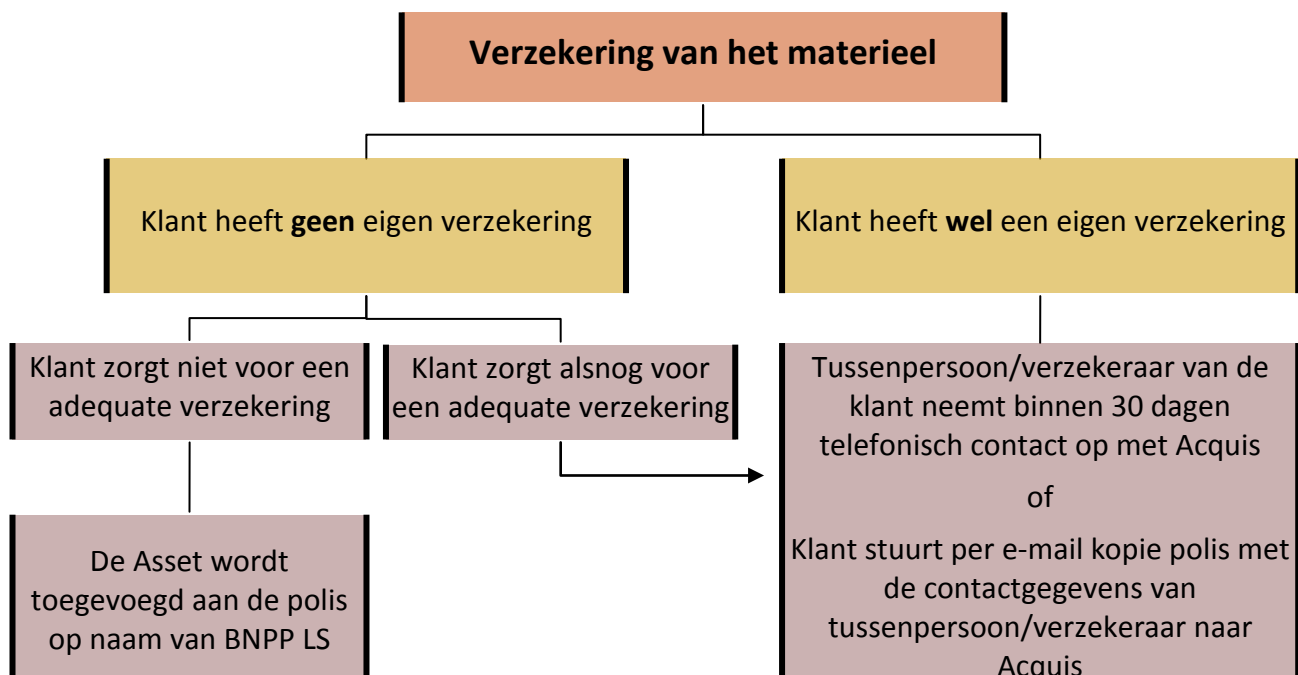 Verzekering van het materieel
Klant heeft geen eigen verzekering
Klant heeft wel een eigen verzekering
Klant zorgt niet voor een
adequate verzekering
Klant zorgt alsnog voor
een adequate verzekering
De Asset wordt
toegevoegd aan de polis
op naam van BNPP LS
Tussenpersoon/verzekeraar van de
klant neemt binnen 30 dagen
telefonisch contact op met Acquis
of
Klant stuurt per e-mail kopie polis met
de contactgegevens van
tussenpersoon/verzekeraar naar
Acquis